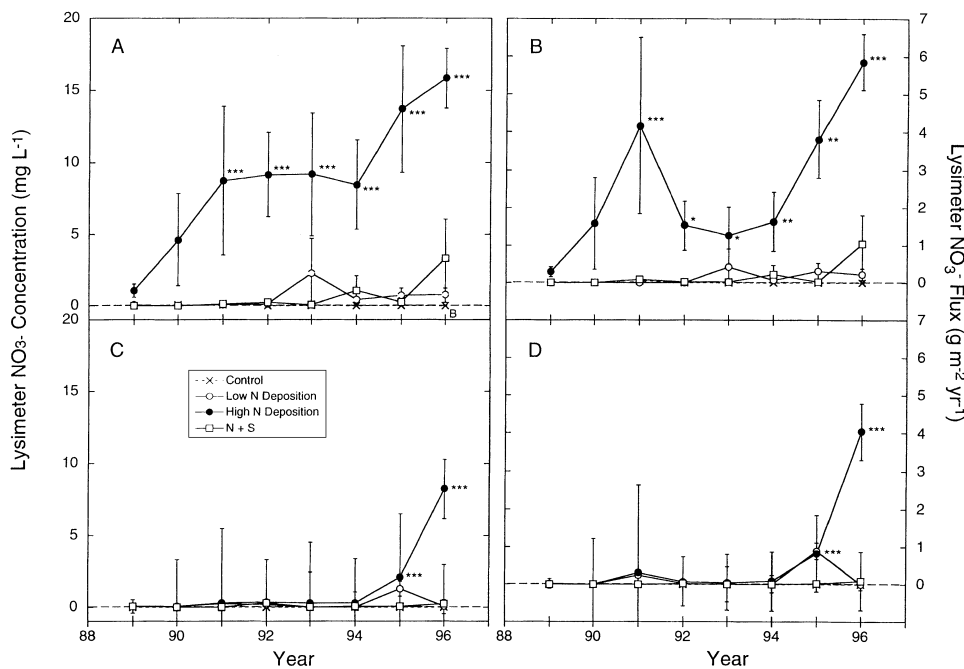 Lysimeter NO3- Concentration (mg L-1)
20
15
10
5
0
A
***
***
***
***
***
***
B
B
***
*
*
**
**
***
7
6
5
4
3
2
1
0
Lysimeter NO3- Flux (g m-2 yr-1)
20
15
10
5
0
C
Control
Low N Deposition
High N Deposition
N + S
***
***
D
***
***
7
6
5
4
3
2
1
0
88 90 92 94 96
88 90 92 94 96
Year
Year